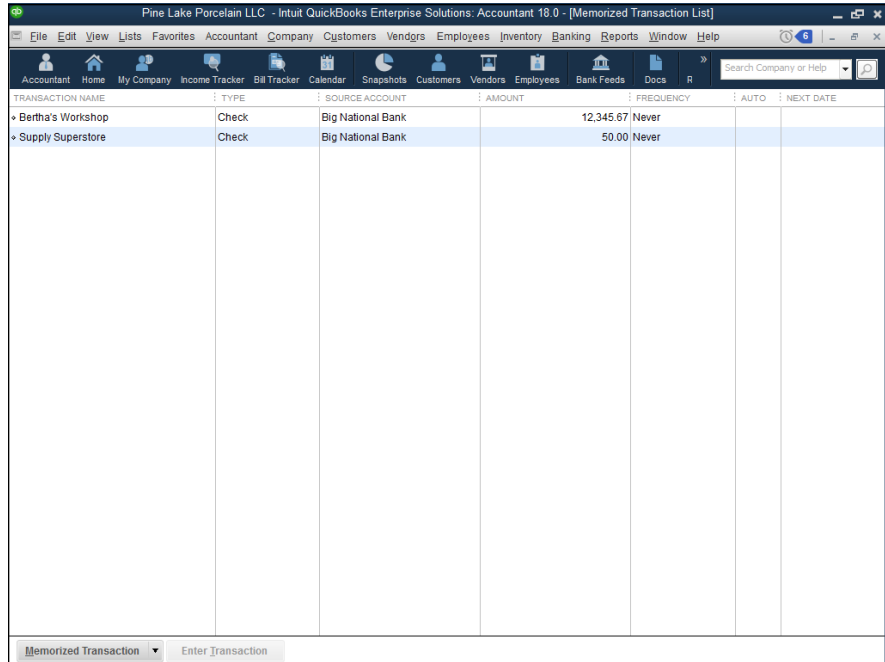 qb Pine Lake Porcelain LLC - Intuit QuickBooks Enterprise Solutions: Accountant 18.0 - [Memorized Transaction List]
File Edit View Lists Favorites Accountant Company Customers Vendors Employees Inventory Banking Reports Window Help 6
31
Accountant Home My Company Income Tracker Bill Tracker Calendar Snapshots Customers Vendors Employees Bank Feeds Docs R » Search Company or Help
TRANSACTION NAME TYPE SOURCE ACCOUNT AMOUNT FREQUENCY AUTO NEXT DATE
Bertha's Workshop Check Big National Bank 12,345.67 Never
Supply Superstore Check Big National Bank 50.00 Never
Memorized Transaction Enter Transaction